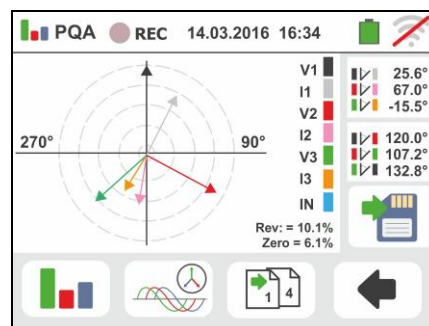 PQA REC 14.03.2016 16:34
V1
I1
V2
I2
V3
I3
IN
270°
90°
Rev: = 10.1%
Zero = 6.1%
25.6°
67.0°
-15.5°
120.0°
107.2°
132.8°
1 4